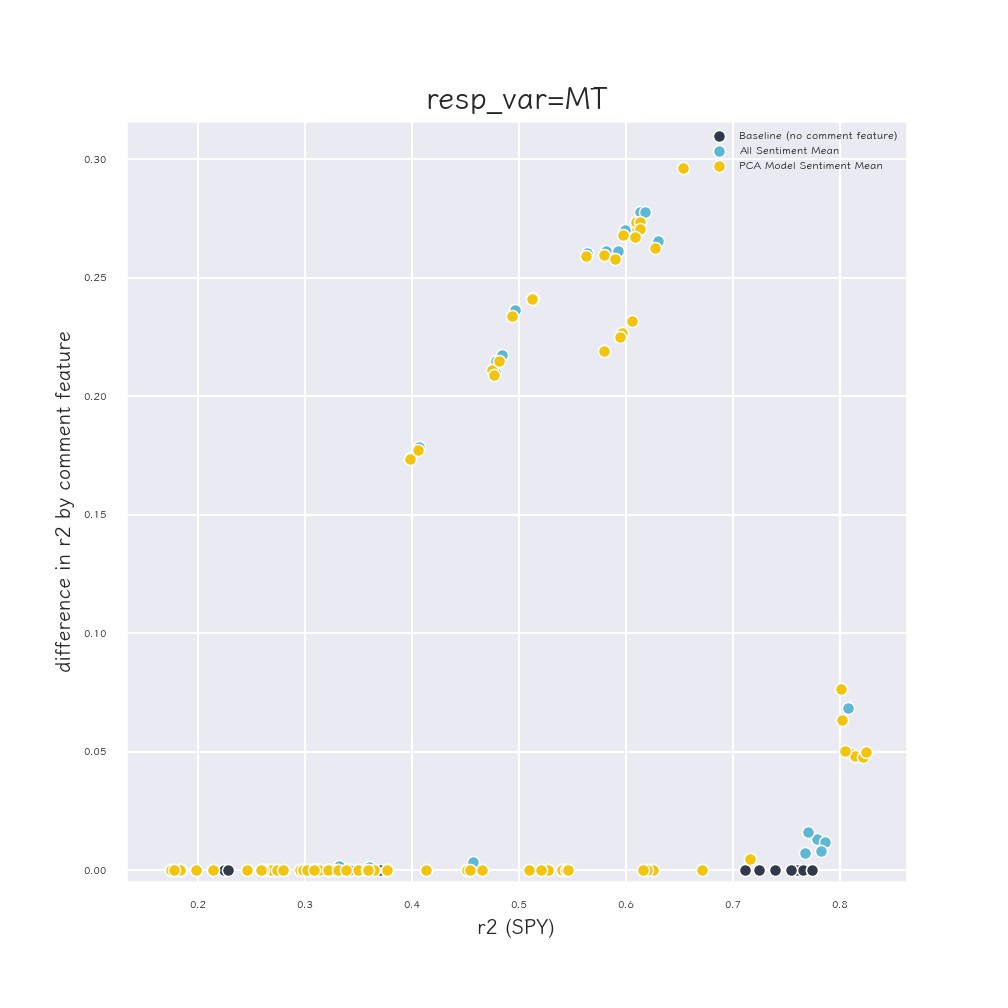 resp_var=MT
Baseline (no comment feature)
All Sentiment Mean
PCA Model Sentiment Mean
difference in r2 by comment feature
0.30
0.25
0.20
0.15
0.10
0.05
0.00
0.2 0.3 0.4 0.5 0.6 0.7 0.8
r2 (SPY)